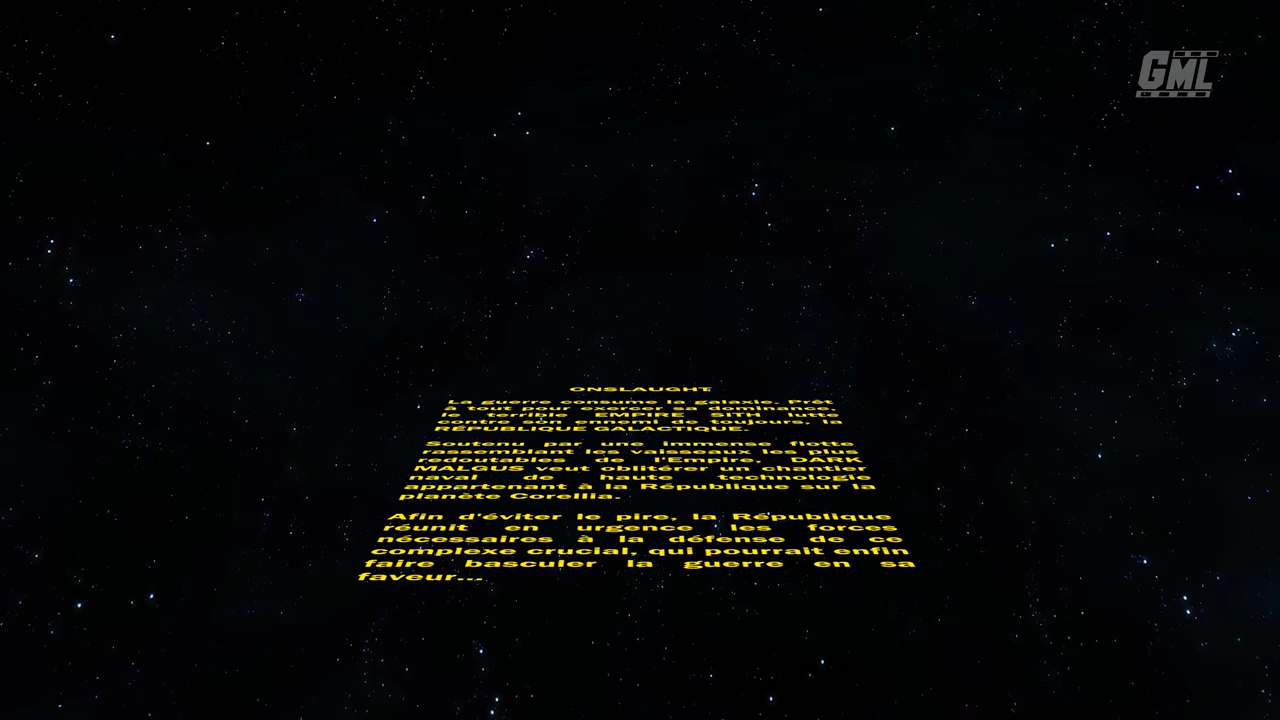 GML
ONSLAUGHT
La guerre consume la galaxie. Prêt
à tout pour exercer sa dominance,
le terrible EMPIRE SITH lutte
contre son ennemi de toujours, la
RÉPUBLIQUE GALACTIQUE.
Soutenu par une immense flotte
rassemblant les vaisseaux les plus
redoutables de l'Empire, DARK
MALGUS veut oblitérer un chantier
naval de haute technologie
appartenant à la République sur la
planète Corellia.
Afin d'éviter le pire, la République
réunit en urgence les forces
nécessaires à la défense de ce
complexe crucial, qui pourrait enfin
faire basculer la guerre en sa
faveur...